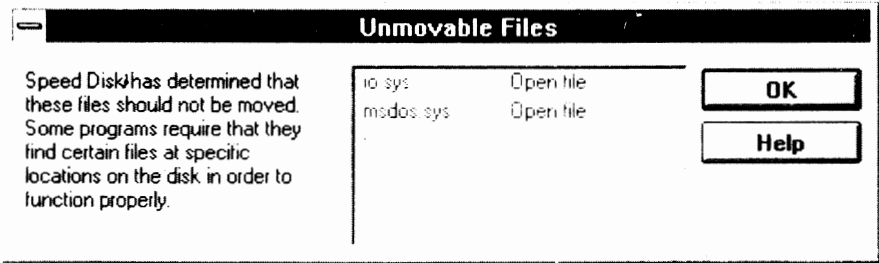 Unmovable Files
Speed Disk has determined that
these files should not be moved.
Some programs require that they
find certain files at specific
locations on the disk in order to
function properly.
io.sys Open file
msdos.sys Open file
OK
Help